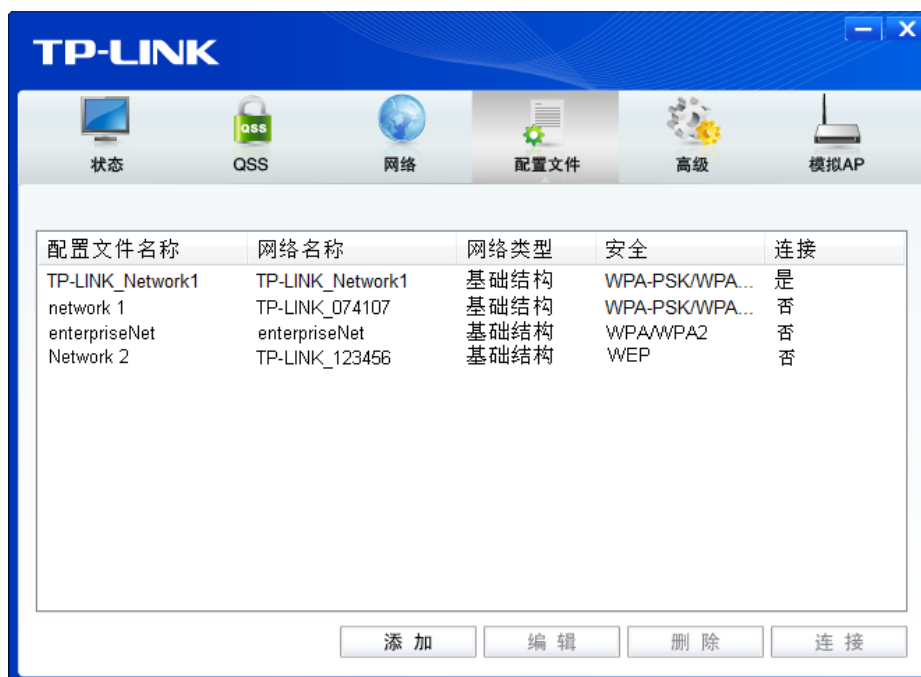 TP-LINK
QSS
状态 QSS 网络 配置文件 高级 模拟AP
配置文件名称 网络名称 网络类型 安全 连接
TP-LINK_Network1 TP-LINK_Network1 基础结构 WPA-PSK/WPA... 是
network 1 TP-LINK_074107 基础结构 WPA-PSK/WPA... 否
enterpriseNet enterpriseNet 基础结构 WPA/WPA2 否
Network 2 TP-LINK_123456 基础结构 WEP 否
添加 编辑 删除 连接